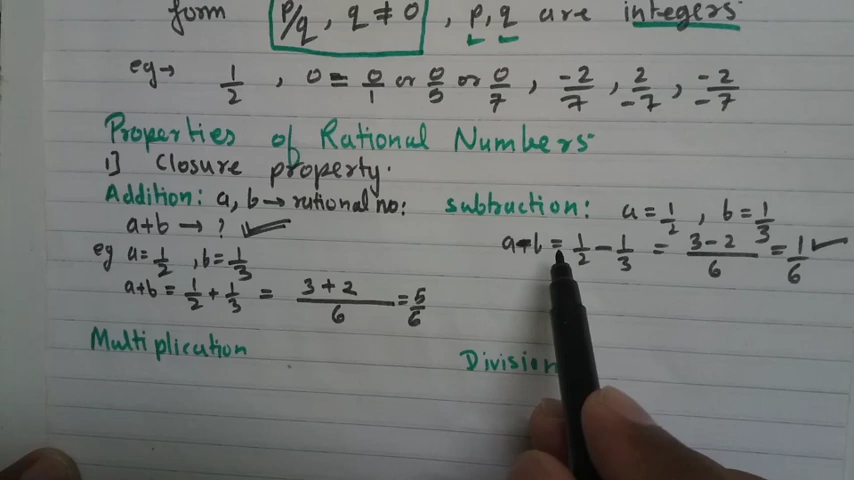 form p/q, q ≠ 0, p, q are integers.
eg→ 1/2, 0 = 0/1 or 0/5 or 0/7, -2/7, 2/-7, -2/-7
Properties of Rational Numbers:
1] Closure property.
Addition: a, b → rational no:
a+b → ? ✓
eg a = 1/2, b = 1/3
a+b = 1/2 + 1/3 = 3+2/6 = 5/6
subtraction: a = 1/2, b = 1/3
a-b = 1/2 - 1/3 = 3-2/6 = 1/6 ✓
Multiplication
Division